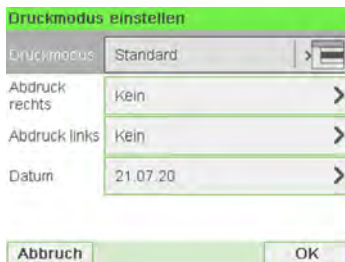 Druckmodus einstellen
Druckmodus Standard
Abdruck rechts Kein
Abdruck links Kein
Datum 21.07.20
Abbruch OK